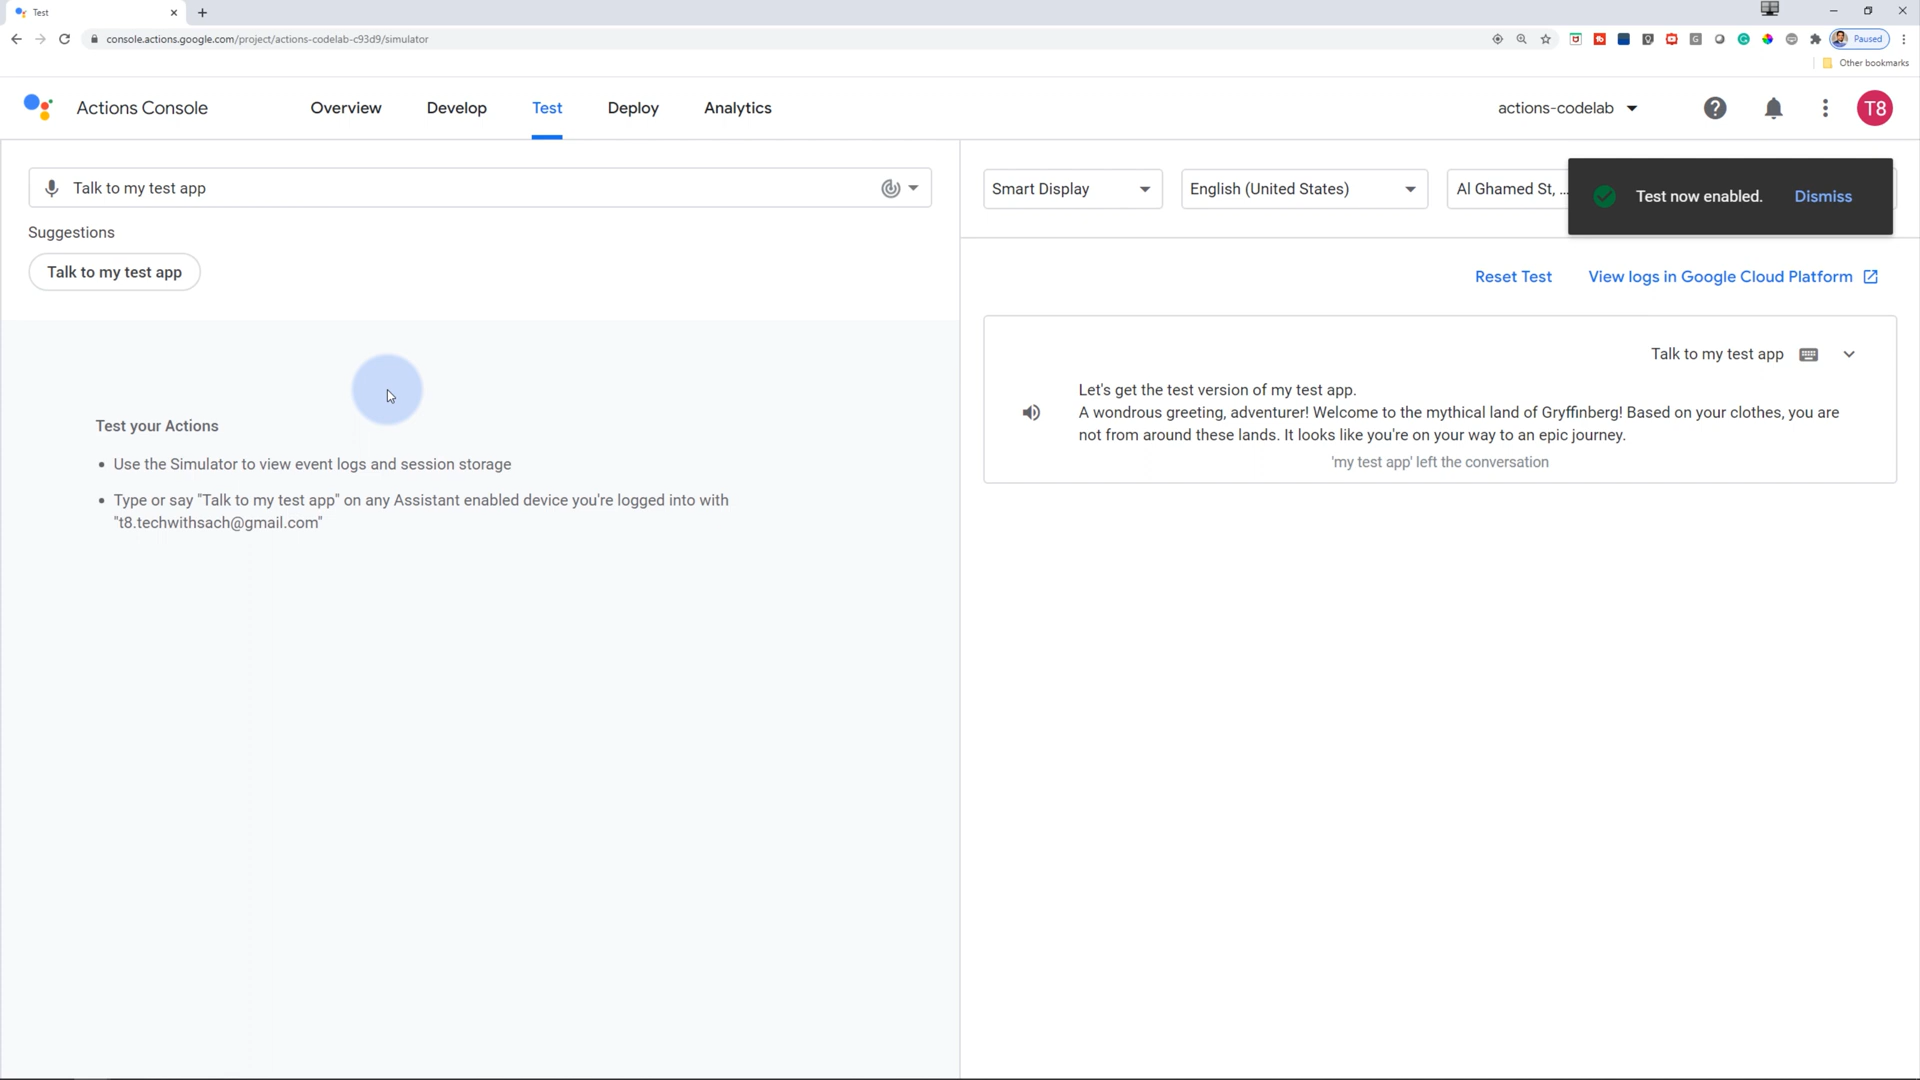 Test
console.actions.google.com/project/actions-codelab-c93d9/simulator
Paused
Other bookmarks
Actions Console
Overview
Develop
Test
Deploy
Analytics
actions-codelab
T8
Talk to my test app
Suggestions
Talk to my test app
Test your Actions
• Use the Simulator to view event logs and session storage
• Type or say "Talk to my test app" on any Assistant enabled device you're logged into with
"t8.techwithsach@gmail.com"
Smart Display
English (United States)
Al Ghamed St, ...
Test now enabled.
Dismiss
Reset Test
View logs in Google Cloud Platform
Talk to my test app
Let's get the test version of my test app.
A wondrous greeting, adventurer! Welcome to the mythical land of Gryffinberg! Based on your clothes, you are
not from around these lands. It looks like you're on your way to an epic journey.
'my test app' left the conversation